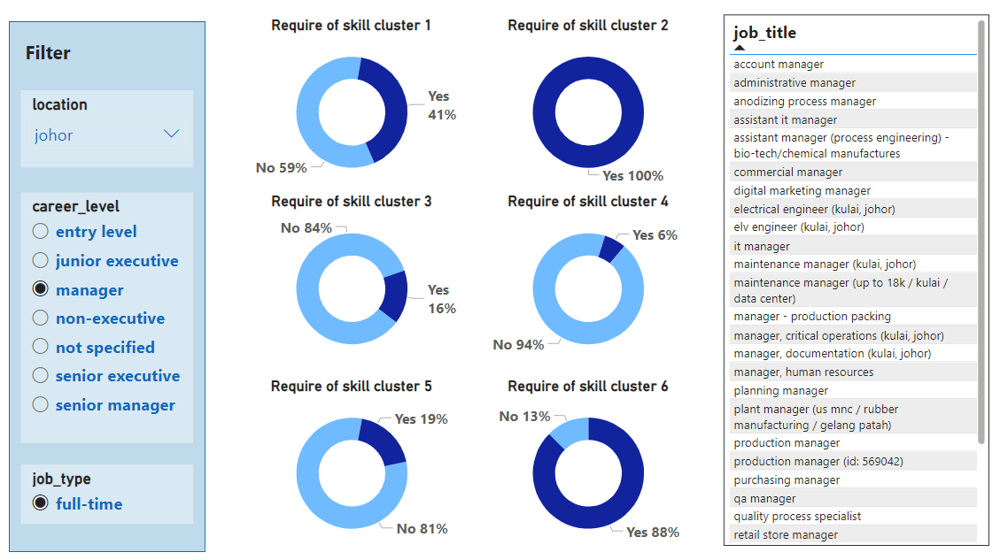 Filter
location
johor
career_level
entry level
junior executive
manager
non-executive
not specified
senior executive
senior manager
job_type
full-time
Require of skill cluster 1
Yes
41%
No 59%
Require of skill cluster 2
Yes 100%
Require of skill cluster 3
No 84%
Yes
16%
Require of skill cluster 4
Yes 6%
No 94%
Require of skill cluster 5
Yes 19%
No 81%
Require of skill cluster 6
No 13%
Yes 88%
job_title
account manager
administrative manager
anodizing process manager
assistant it manager
assistant manager (process engineering) -
bio-tech/chemical manufactures
commercial manager
digital marketing manager
electrical engineer (kulai, johor)
elv engineer (kulai, johor)
it manager
maintenance manager (kulai, johor)
maintenance manager (up to 18k / kulai /
data center)
manager - production packing
manager, critical operations (kulai, johor)
manager, documentation (kulai, johor)
manager, human resources
planning manager
plant manager (us mnc / rubber
manufacturing / gelang patah)
production manager
production manager (id: 569042)
purchasing manager
qa manager
quality process specialist
retail store manager